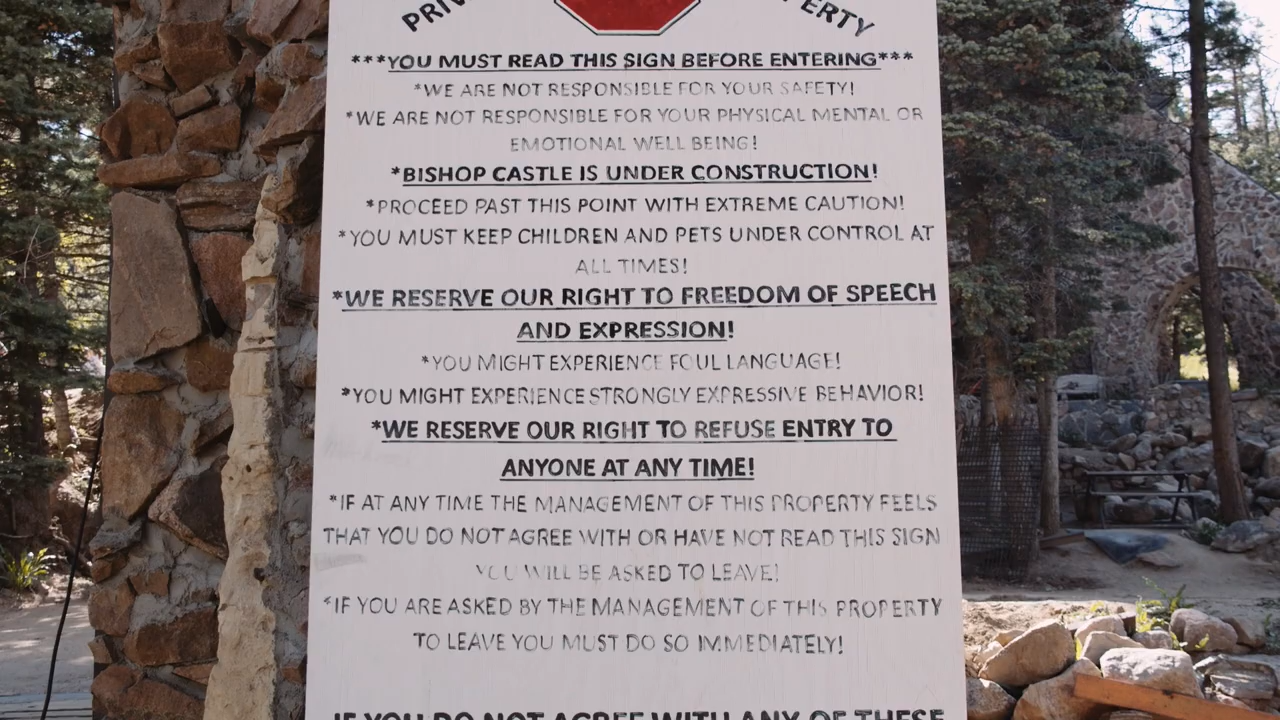 ***YOU MUST READ THIS SIGN BEFORE ENTERING***
*WE ARE NOT RESPONSIBLE FOR YOUR SAFETY!
*WE ARE NOT RESPONSIBLE FOR YOUR PHYSICAL MENTAL OR
EMOTIONAL WELL BEING!
*BISHOP CASTLE IS UNDER CONSTRUCTION!
*PROCEED PAST THIS POINT WITH EXTREME CAUTION!
*YOU MUST KEEP CHILDREN AND PETS UNDER CONTROL AT
ALL TIMES!
*WE RESERVE OUR RIGHT TO FREEDOM OF SPEECH
AND EXPRESSION!
*YOU MIGHT EXPERIENCE FOUL LANGUAGE!
*YOU MIGHT EXPERIENCE STRONGLY EXPRESSIVE BEHAVIOR!
*WE RESERVE OUR RIGHT TO REFUSE ENTRY TO
ANYONE AT ANY TIME!
*IF AT ANY TIME THE MANAGEMENT OF THIS PROPERTY FEELS
THAT YOU DO NOT AGREE WITH OR HAVE NOT READ THIS SIGN
YOU WILL BE ASKED TO LEAVE!
*IF YOU ARE ASKED BY THE MANAGEMENT OF THIS PROPERTY
TO LEAVE YOU MUST DO SO IMMEDIATELY!
IF YOU DO NOT AGREE WITH ANY OF THESE